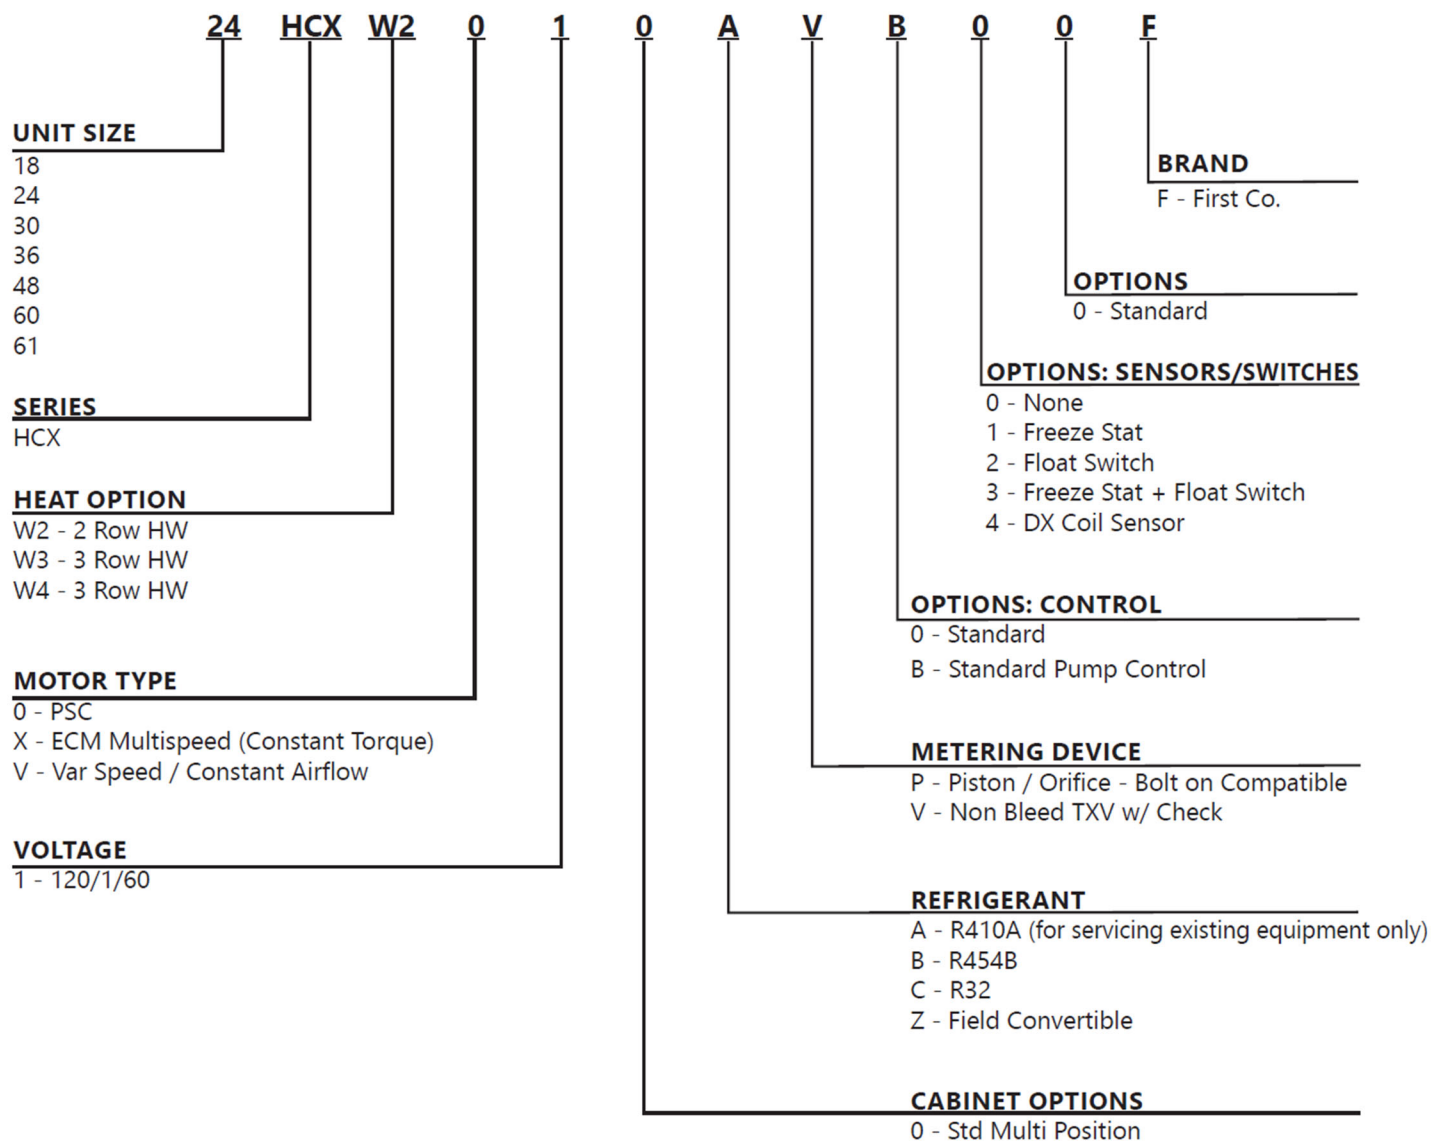 24 HCX W2 0 1 0 A V B 0 0 F
UNIT SIZE
18
24
30
36
48
60
61
SERIES
HCX
HEAT OPTION
W2 - 2 Row HW
W3 - 3 Row HW
W4 - 3 Row HW
MOTOR TYPE
0 - PSC
X - ECM Multispeed (Constant Torque)
V - Var Speed / Constant Airflow
VOLTAGE
1 - 120/1/60
BRAND
F - First Co.
OPTIONS
0 - Standard
OPTIONS: SENSORS/SWITCHES
0 - None
1 - Freeze Stat
2 - Float Switch
3 - Freeze Stat + Float Switch
4 - DX Coil Sensor
OPTIONS: CONTROL
0 - Standard
B - Standard Pump Control
METERING DEVICE
P - Piston / Orifice - Bolt on Compatible
V - Non Bleed TXV w/ Check
REFRIGERANT
A - R410A (for servicing existing equipment only)
B - R454B
C - R32
Z - Field Convertible
CABINET OPTIONS
0 - Std Multi Position